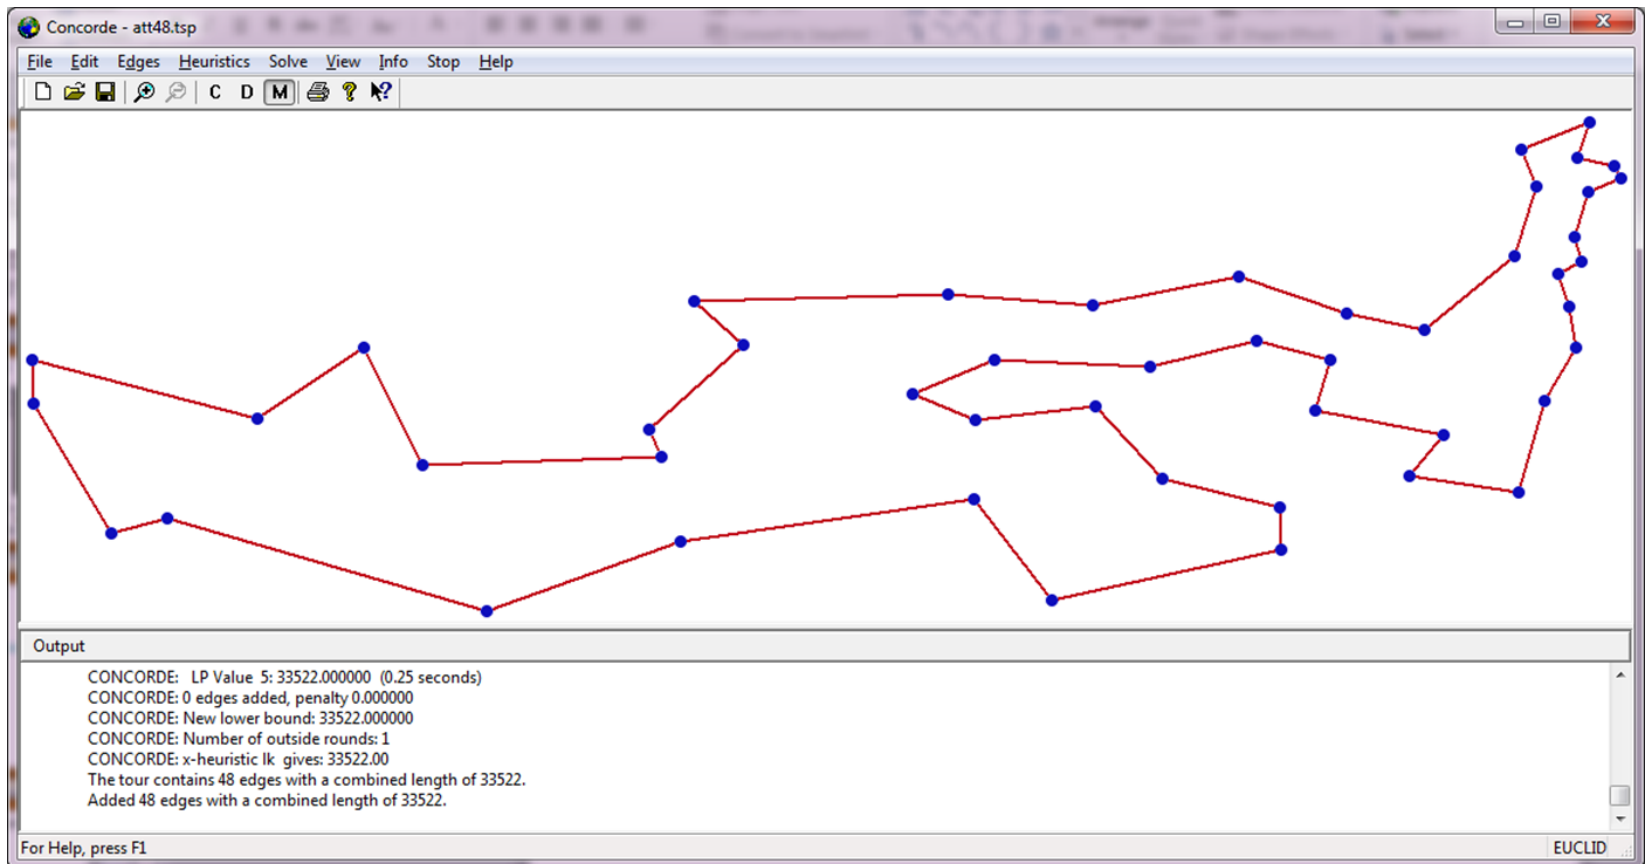 Concorde - att48.tsp
File Edit Edges Heuristics Solve View Info Stop Help
C D M
Output
CONCORDE: LP Value 5: 33522.000000 (0.25 seconds)
CONCORDE: 0 edges added, penalty 0.000000
CONCORDE: New lower bound: 33522.000000
CONCORDE: Number of outside rounds: 1
CONCORDE: x-heuristic lk gives: 33522.00
The tour contains 48 edges with a combined length of 33522.
Added 48 edges with a combined length of 33522.
For Help, press F1 EUCLID